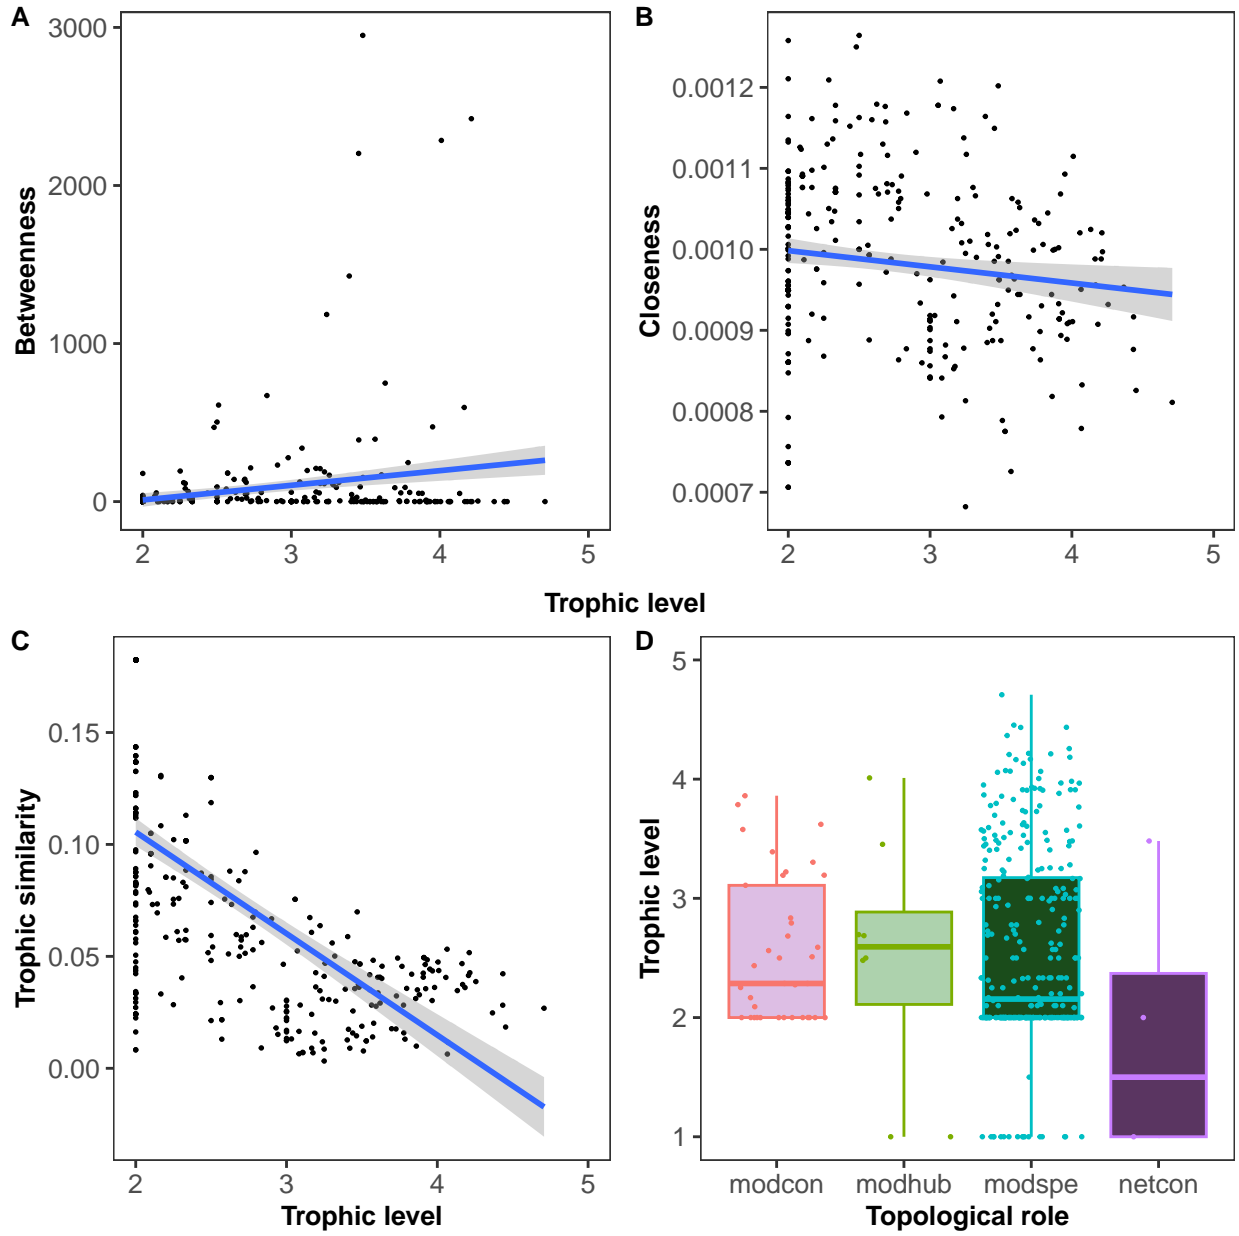 A
Betweenness
3000
2000
1000
0
2 3 4 5
B
Closeness
0.0012
0.0011
0.0010
0.0009
0.0008
0.0007
2 3 4 5
Trophic level
C
Trophic similarity
0.15
0.10
0.05
0.00
2 3 4 5
Trophic level
D
Trophic level
5
4
3
2
1
modcon modhub modspe netcon
Topological role